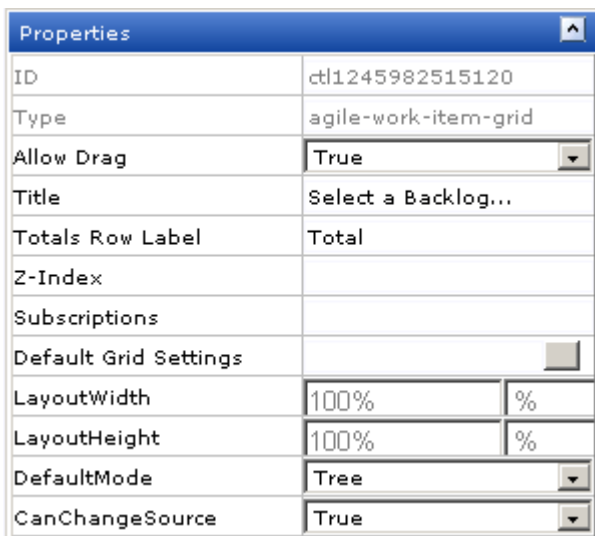 Properties
ID ctl1245982515120
Type agile-work-item-grid
Allow Drag True
Title Select a Backlog...
Totals Row Label Total
Z-Index
Subscriptions
Default Grid Settings
LayoutWidth 100% %
LayoutHeight 100% %
DefaultMode Tree
CanChangeSource True